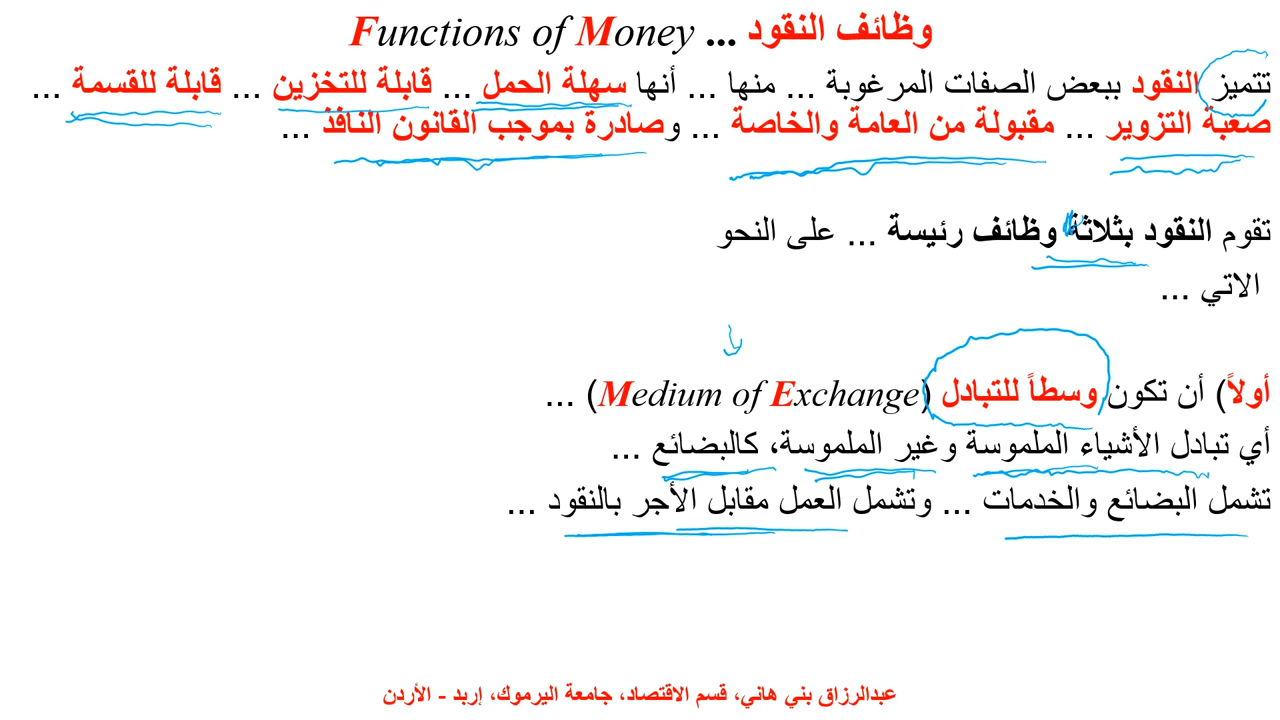 وظائف النقود ... Functions of Money
تتميز النقود ببعض الصفات المرغوبة ... منها ... أنها سهلة الحمل ... قابلة للتخزين ... قابلة للقسمة ...
صعبة التزوير ... مقبولة من العامة والخاصة ... وصادرة بموجب القانون النافذ ...
تقوم النقود بثلاثة وظائف رئيسة ... على النحو
الاتي ...
أولاً) أن تكون وسطاً للتبادل (Medium of Exchange) ...
أي تبادل الأشياء الملموسة وغير الملموسة، كالبضائع ...
تشمل البضائع والخدمات ... وتشمل العمل مقابل الأجر بالنقود ...
عبدالرزاق بني هاني، قسم الاقتصاد، جامعة اليرموك، إربد - الأردن